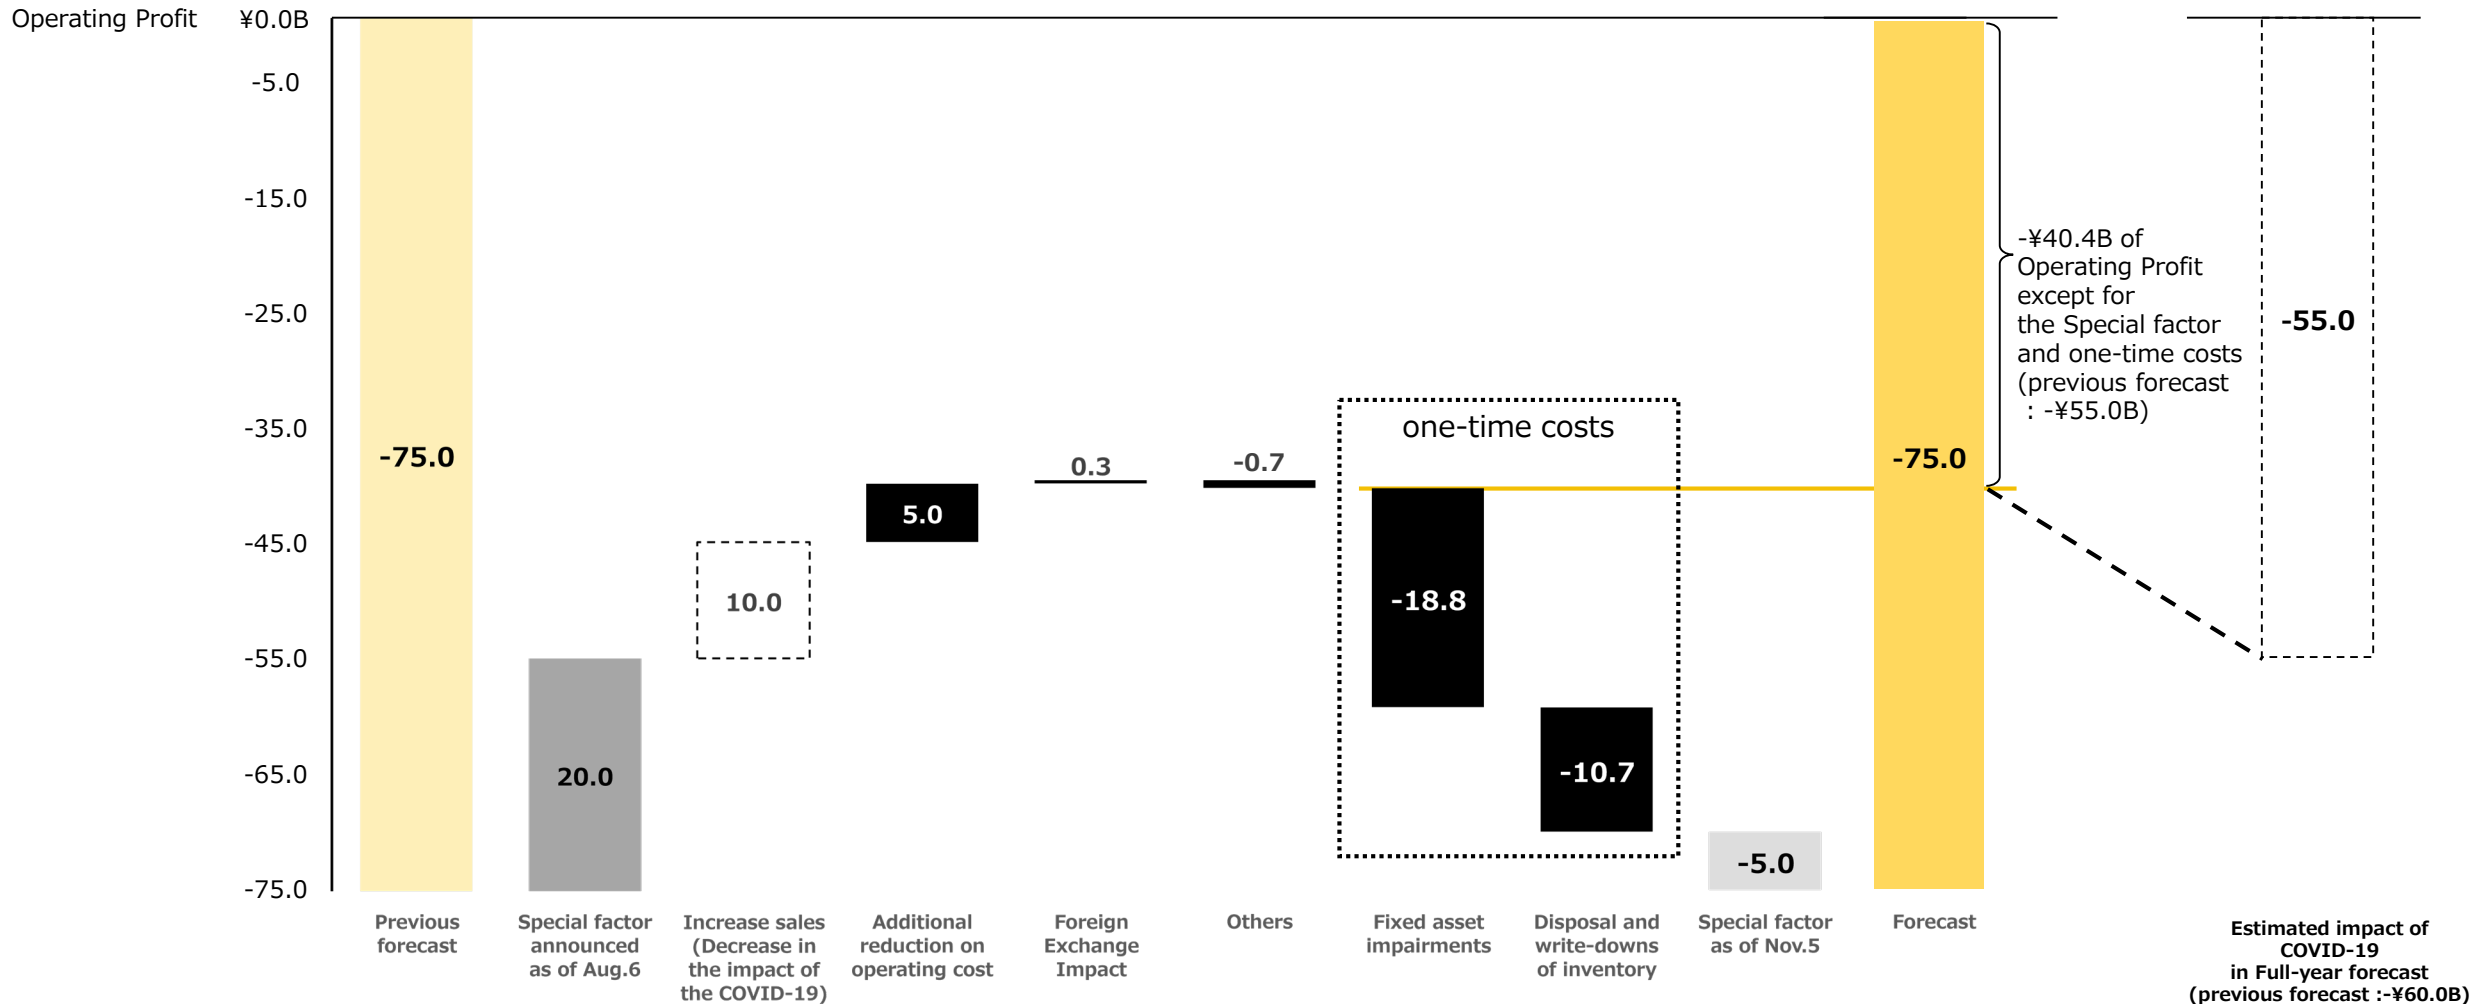 Operating Profit
¥0.0B
-5.0
-15.0
-25.0
-35.0
-45.0
-55.0
-65.0
-75.0
-75.0
20.0
10.0
5.0
0.3
-0.7
one-time costs
-18.8
-10.7
-5.0
-75.0
-¥40.4B of
Operating Profit
except for
the Special factor
and one-time costs
(previous forecast
: -¥55.0B)
-55.0
Previous
forecast
Special factor
announced
as of Aug.6
Increase sales
(Decrease in
the impact of
the COVID-19)
Additional
reduction on
operating cost
Foreign
Exchange
Impact
Others
Fixed asset
impairments
Disposal and
write-downs
of inventory
Special factor
as of Nov.5
Forecast
Estimated impact of
COVID-19
in Full-year forecast
(previous forecast :-¥60.0B)